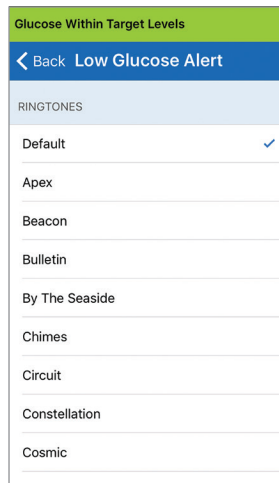 Glucose Within Target Levels
Back Low Glucose Alert
RINGTONES
Default
Apex
Beacon
Bulletin
By The Seaside
Chimes
Circuit
Constellation
Cosmic